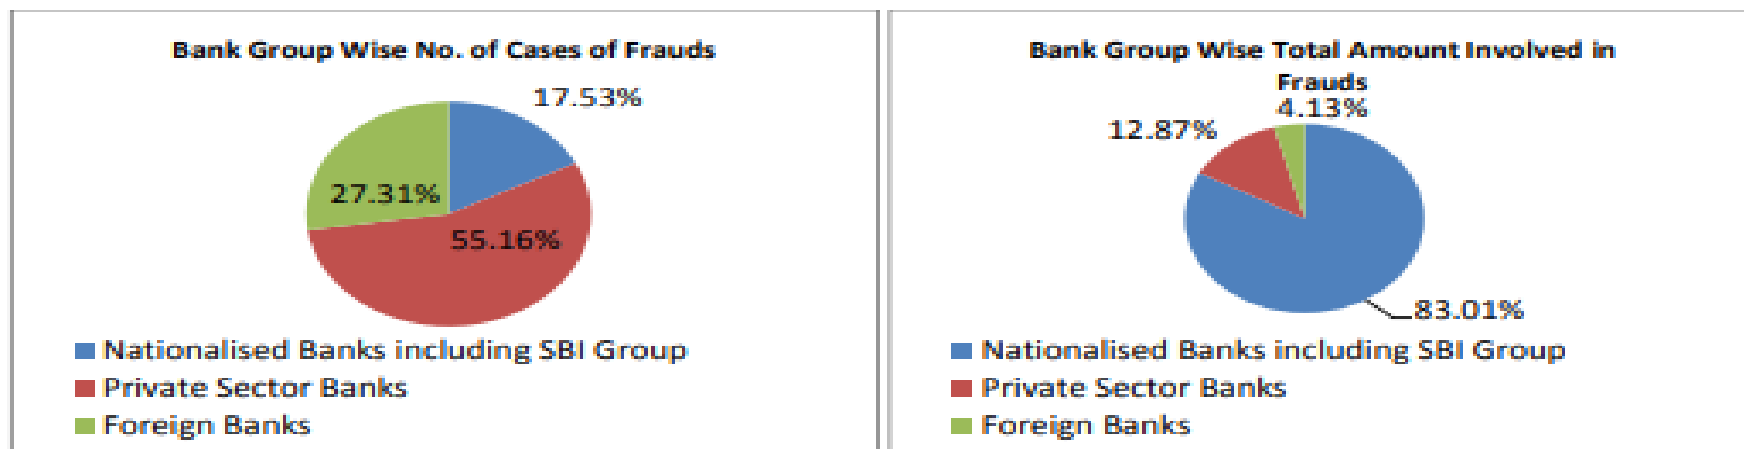 Bank Group Wise No. of Cases of Frauds
17.53%
27.31%
55.16%
Nationalised Banks including SBI Group
Private Sector Banks
Foreign Banks
Bank Group Wise Total Amount Involved in
Frauds
4.13%
12.87%
83.01%
Nationalised Banks including SBI Group
Private Sector Banks
Foreign Banks